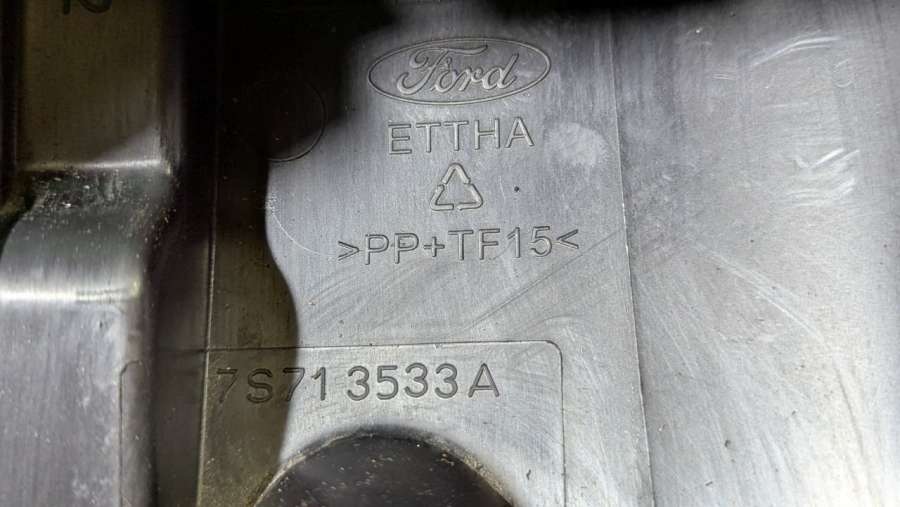 Ford
ETTHA
>PP+TF15<
7S71 3533A